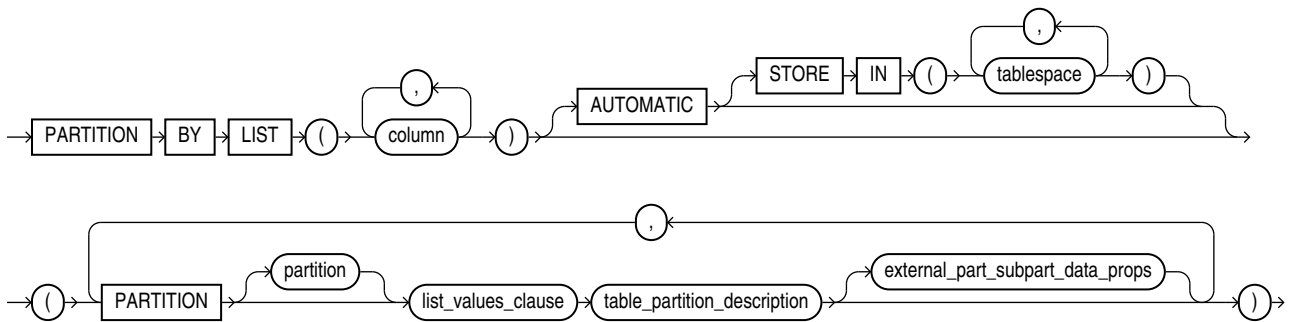 ,
STORE IN ( tablespace )
,
AUTOMATIC
PARTITION BY LIST ( column )
,
partition
external_part_subpart_data_props
( PARTITION list_values_clause table_partition_description )